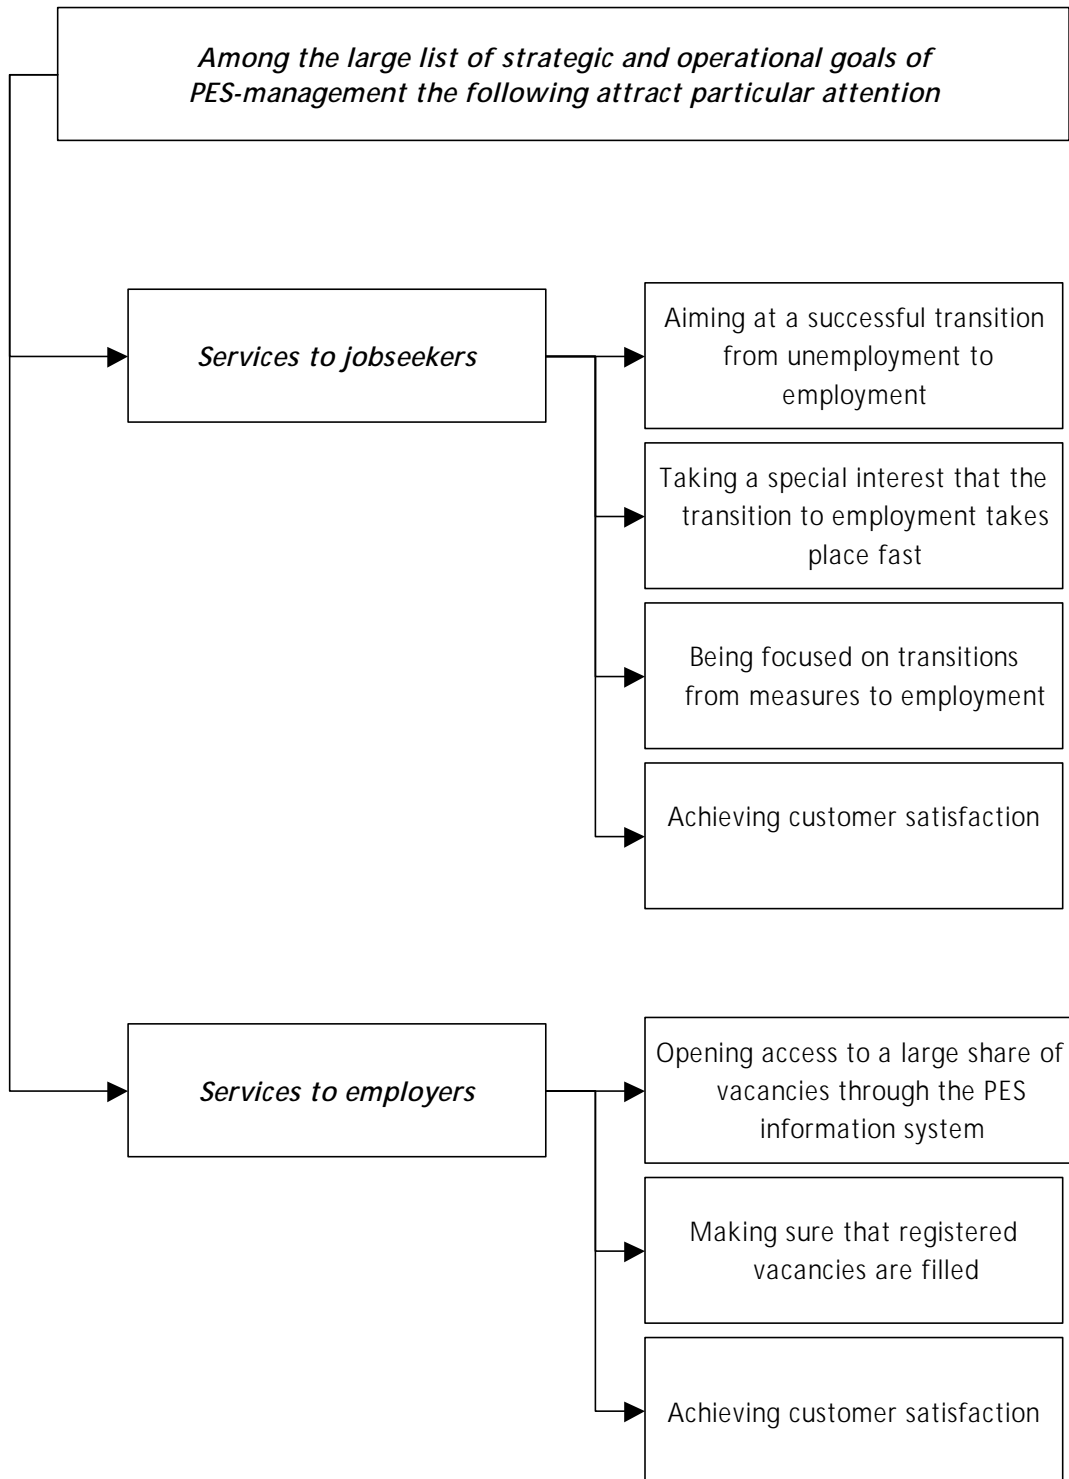 Among the large list of strategic and operational goals of
PES-management the following attract particular attention
Services to jobseekers
Aiming at a successful transition
from unemployment to
employment
Taking a special interest that the
transition to employment takes
place fast
Being focused on transitions
from measures to employment
Achieving customer satisfaction
Services to employers
Opening access to a large share of
vacancies through the PES
information system
Making sure that registered
vacancies are filled
Achieving customer satisfaction